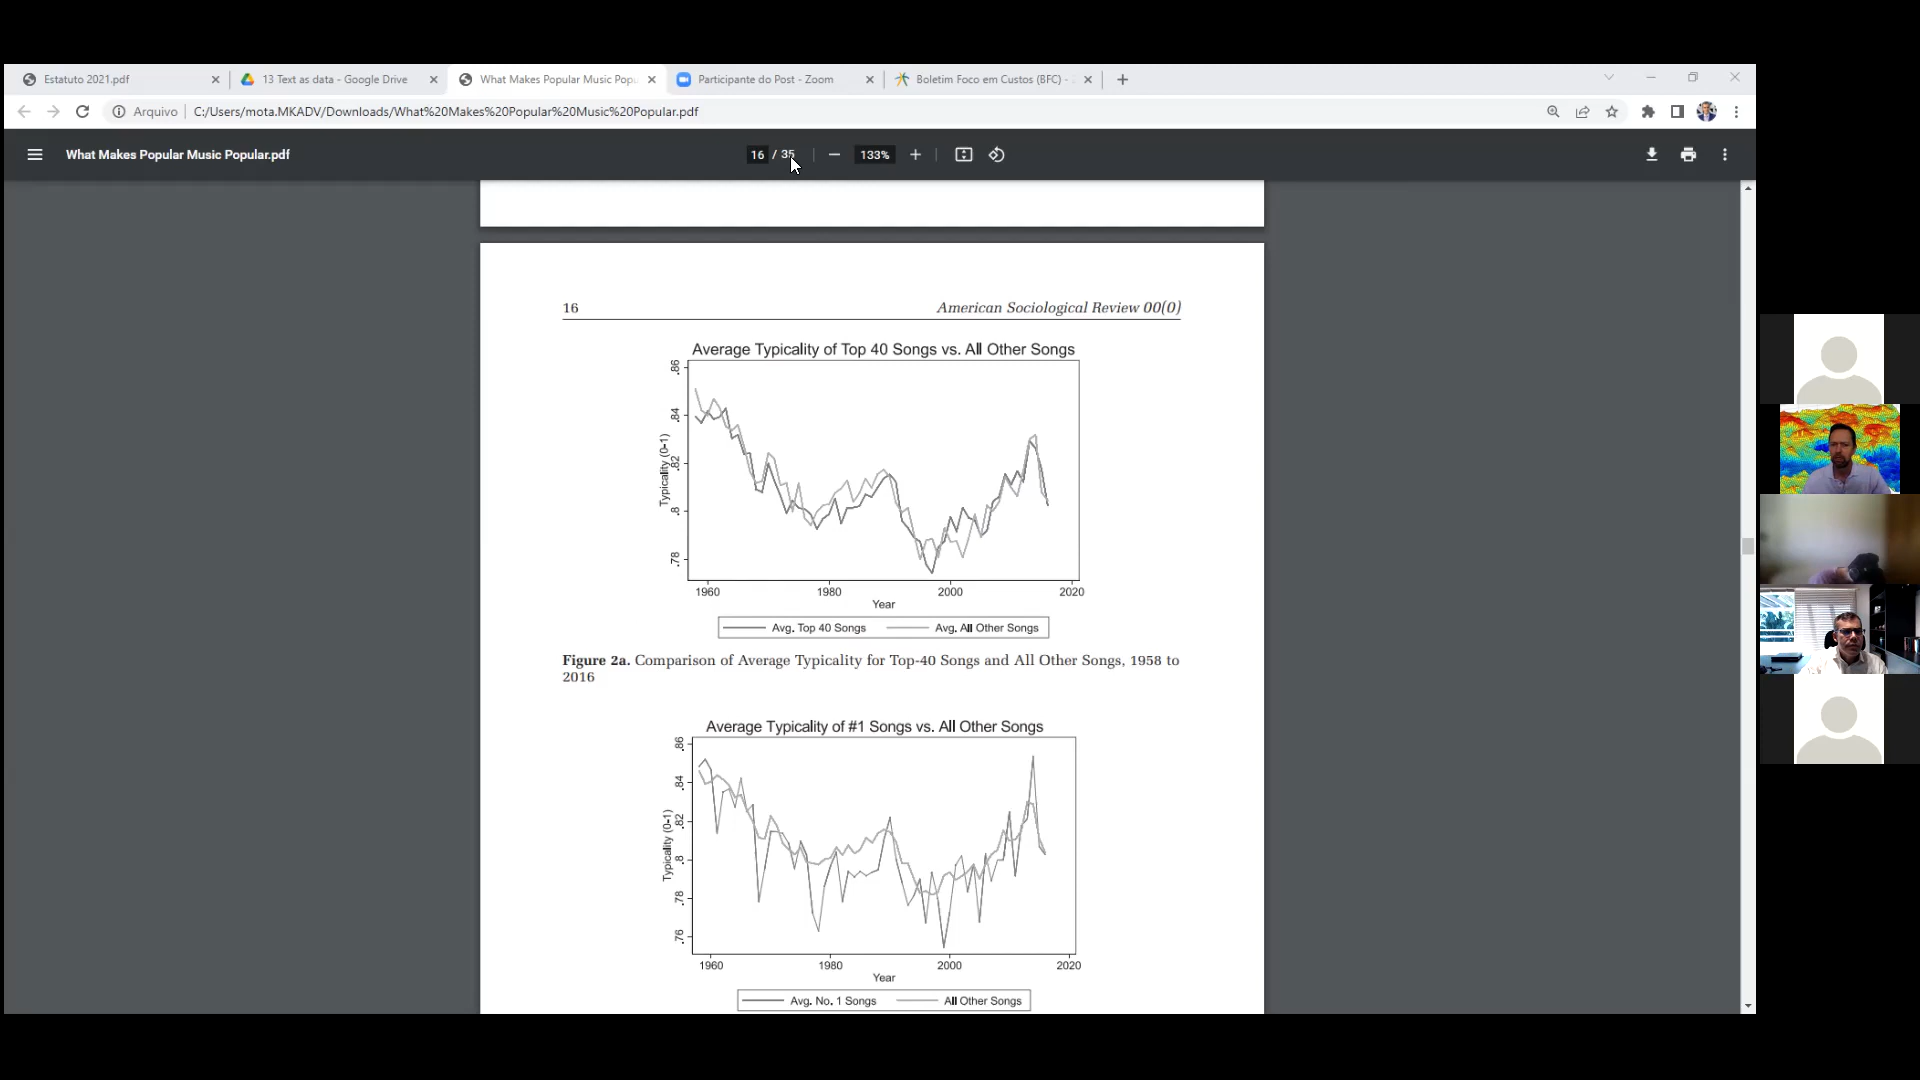 Estatuto 2021.pdf
13 Text as data - Google Drive
What Makes Popular Music Pop
Participante do Post - Zoom
Boletim Foco em Custos (BFC) -
Arquivo
C:/Users/mota.MKADV/Downloads/What%20Makes%20Popular%20Music%20Popular.pdf
What Makes Popular Music Popular.pdf
16 / 35
133%
16
American Sociological Review 00(0)
Average Typicality of Top 40 Songs vs. All Other Songs
Typicality (0-1)
.86
.84
.82
.8
.78
1960
1980
2000
2020
Year
Avg. Top 40 Songs
Avg. All Other Songs
Figure 2a. Comparison of Average Typicality for Top-40 Songs and All Other Songs, 1958 to
2016
Average Typicality of #1 Songs vs. All Other Songs
Typicality (0-1)
.86
.84
.82
.8
.78
.76
1960
1980
2000
2020
Year
Avg. No. 1 Songs
All Other Songs